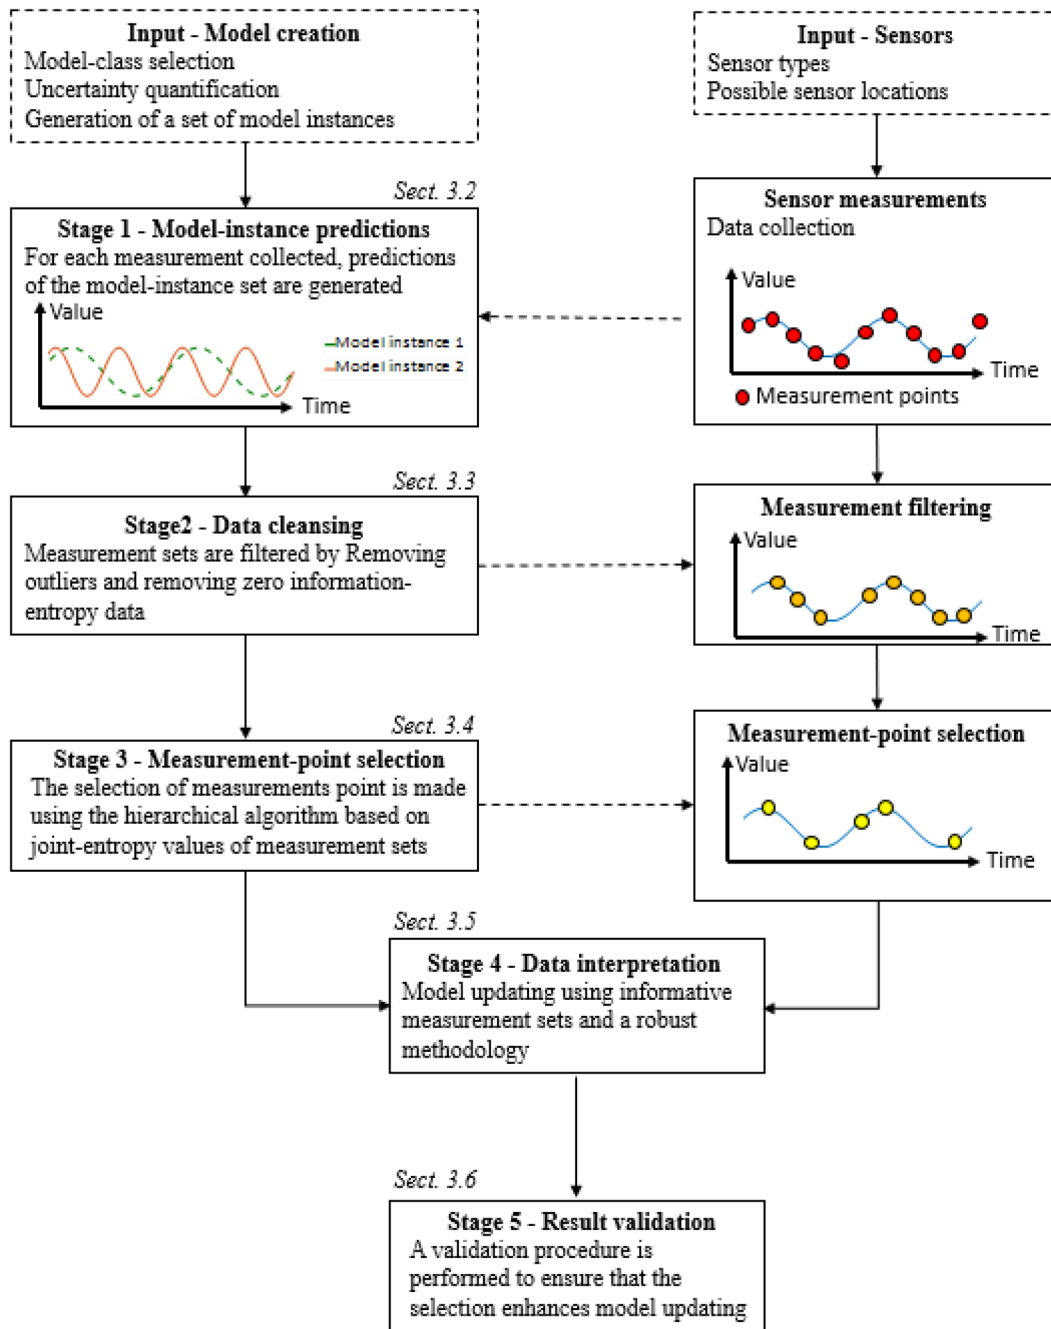 Input - Model creation
Model-class selection
Uncertainty quantification
Generation of a set of model instances
Input - Sensors
Sensor types
Possible sensor locations
Sect. 3.2
Stage 1 - Model-instance predictions
For each measurement collected, predictions
of the model-instance set are generated
Value
Model instance 1
Model instance 2
Time
Sensor measurements
Data collection
Value
Time
Measurement points
Sect. 3.3
Stage2 - Data cleansing
Measurement sets are filtered by Removing
outliers and removing zero information-
entropy data
Measurement filtering
Value
Time
Sect. 3.4
Stage 3 - Measurement-point selection
The selection of measurements point is made
using the hierarchical algorithm based on
joint-entropy values of measurement sets
Measurement-point selection
Value
Time
Sect. 3.5
Stage 4 - Data interpretation
Model updating using informative
measurement sets and a robust
methodology
Sect. 3.6
Stage 5 - Result validation
A validation procedure is
performed to ensure that the
selection enhances model updating